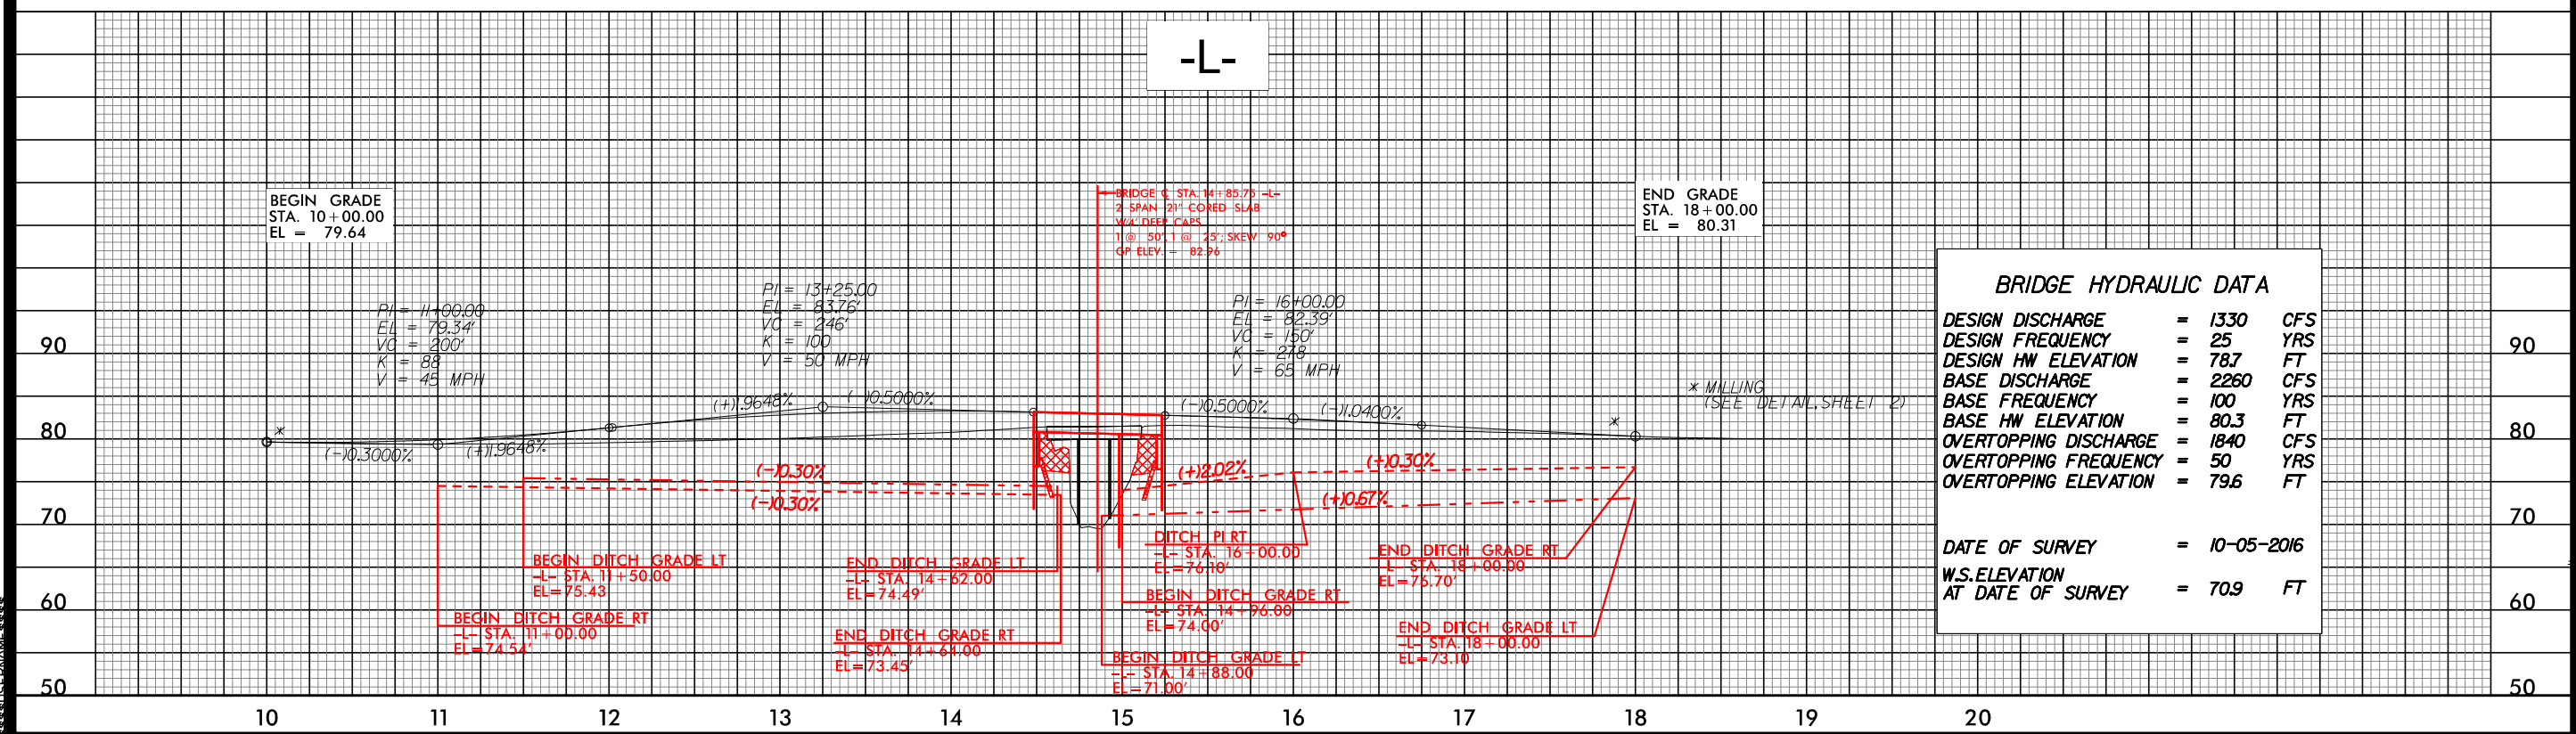 -L-
BEGIN GRADE
STA. 10+00.00
EL = 79.64
BRIDGE ℄ STA. 14+85.75 -L-
2 SPAN 21" CORED SLAB
W/4' DEEP CAPS
1 @ 50', 1 @ 25'; SKEW 90°
GP ELEV. = 82.96
END GRADE
STA. 18+00.00
EL = 80.31
PI = 11+00.00
EL = 79.34'
VC = 200'
K = 88
V = 45 MPH
PI = 13+25.00
EL = 83.76'
VC = 246'
K = 100
V = 50 MPH
PI = 16+00.00
EL = 82.39'
VC = 150'
K = 278
V = 65 MPH
BRIDGE HYDRAULIC DATA
DESIGN DISCHARGE = 1330 CFS
DESIGN FREQUENCY = 25 YRS
DESIGN HW ELEVATION = 78.7 FT
BASE DISCHARGE = 2260 CFS
BASE FREQUENCY = 100 YRS
BASE HW ELEVATION = 80.3 FT
OVERTOPPING DISCHARGE = 1840 CFS
OVERTOPPING FREQUENCY = 50 YRS
OVERTOPPING ELEVATION = 79.6 FT
DATE OF SURVEY = 10-05-2016
W.S. ELEVATION
AT DATE OF SURVEY = 70.9 FT
* MILLING
(SEE DETAIL, SHEET 2)
(+)1.9648%
(-)0.5000%
(-)0.5000%
(-)1.0400%
*
*
(-)0.3000%
(+)1.9648%
(-)0.30%
(-)0.30%
(+)2.02%
(+)0.30%
(+)0.67%
BEGIN DITCH GRADE LT
-L- STA. 11+50.00
EL=75.43
BEGIN DITCH GRADE RT
-L- STA. 11+00.00
EL=74.54'
END DITCH GRADE LT
-L- STA. 14+62.00
EL=74.49'
END DITCH GRADE RT
-L- STA. 14+64.00
EL=73.45'
DITCH PI RT
-L- STA. 16+00.00
EL=76.10'
BEGIN DITCH GRADE RT
-L- STA. 14+96.00
EL=74.00'
BEGIN DITCH GRADE LT
-L- STA. 14+88.00
EL=71.00'
END DITCH GRADE RT
-L- STA. 18+00.00
EL=76.70'
END DITCH GRADE LT
-L- STA. 18+00.00
EL=73.10
90
80
70
60
50
90
80
70
60
50
10 11 12 13 14 15 16 17 18 19 20